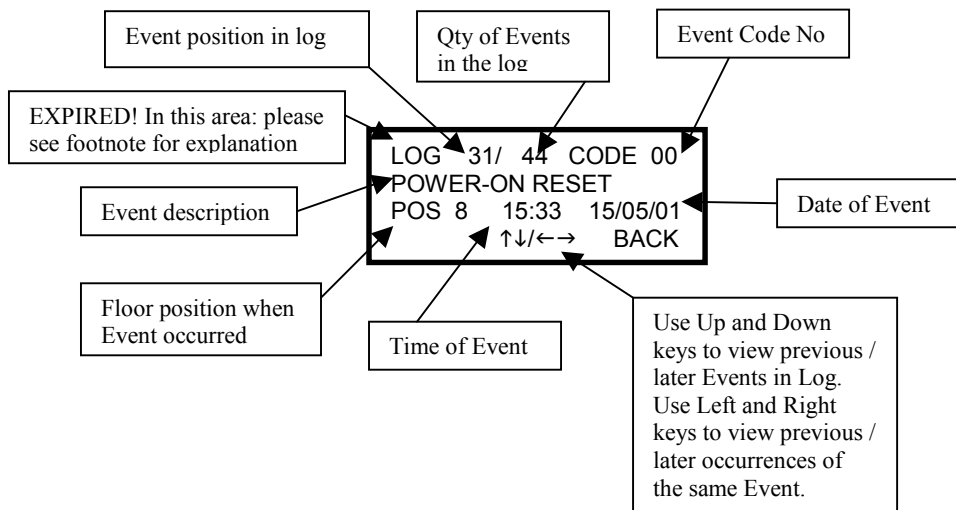 Event position in log
Qty of Events
in the log
Event Code No
EXPIRED! In this area: please
see footnote for explanation
LOG 31/ 44 CODE 00
POWER-ON RESET
POS 8 15:33 15/05/01
↑↓/←→ BACK
Event description
Date of Event
Floor position when
Event occurred
Time of Event
Use Up and Down
keys to view previous /
later Events in Log.
Use Left and Right
keys to view previous /
later occurrences of
the same Event.